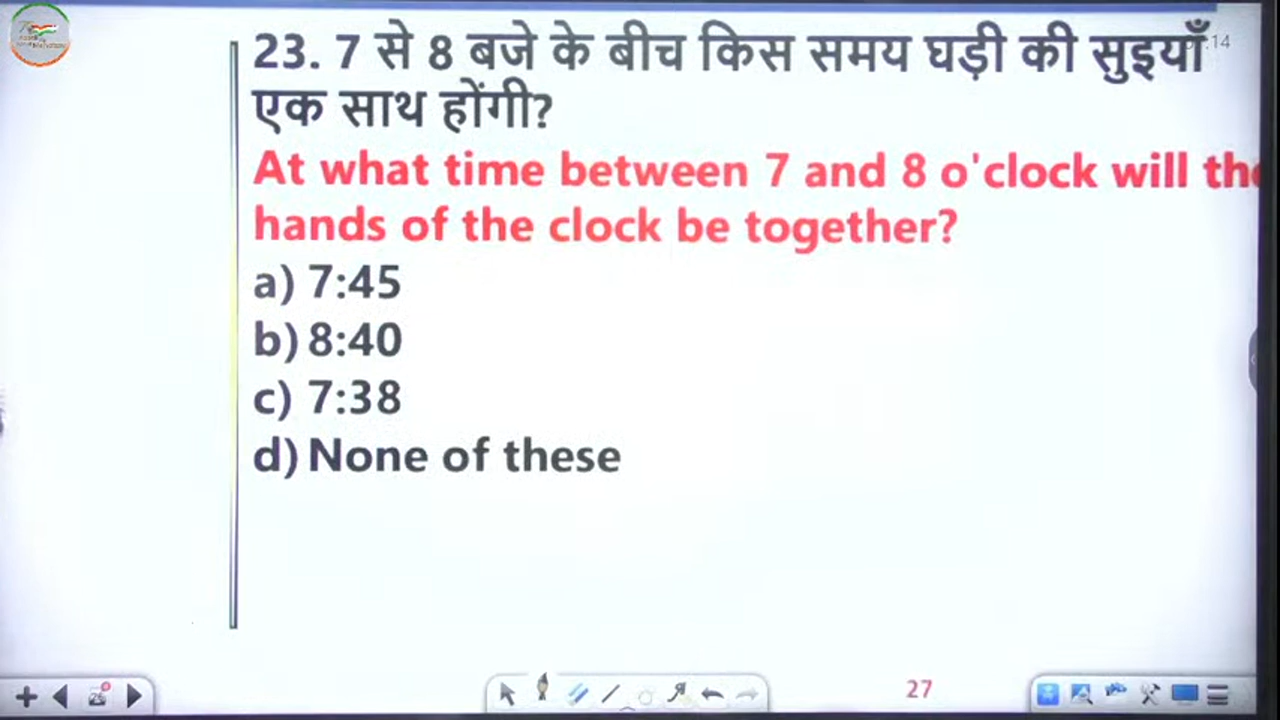 23. 7 से 8 बजे के बीच किस समय घड़ी की सुइयाँ
एक साथ होंगी?
At what time between 7 and 8 o'clock will the
hands of the clock be together?
a) 7:45
b) 8:40
c) 7:38
d) None of these
27